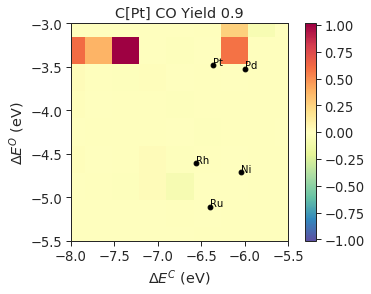 C[Pt] CO Yield 0.9
−3.0
−3.5
−4.0
−4.5
−5.0
−5.5
ΔE^O (eV)
Pt
Pd
Rh
Ni
Ru
−8.0 −7.5 −7.0 −6.5 −6.0 −5.5
ΔE^C (eV)
1.00
0.75
0.50
0.25
0.00
−0.25
−0.50
−0.75
−1.00